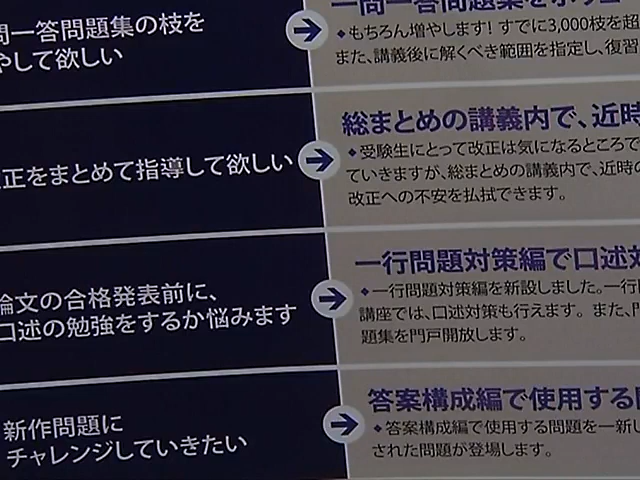 問一答問題集の枝を
やして欲しい
◆もちろん増やします! すでに3,000枝を超
また、講義後に解くべき範囲を指定し、復習
正をまとめて指導して欲しい
総まとめの講義内で、近時
◆受験生にとって改正は気になるところで
ていきますが、総まとめの講義内で、近時の
改正への不安を払拭できます。
論文の合格発表前に、
口述の勉強をするか悩みます
一行問題対策編で口述対
◆一行問題対策編を新設しました。一行
講座では、口述対策も行えます。また、門
題集を門戸開放します。
新作問題に
チャレンジしていきたい
答案構成編で使用する
◆答案構成編で使用する問題を一新し
された問題が登場します。